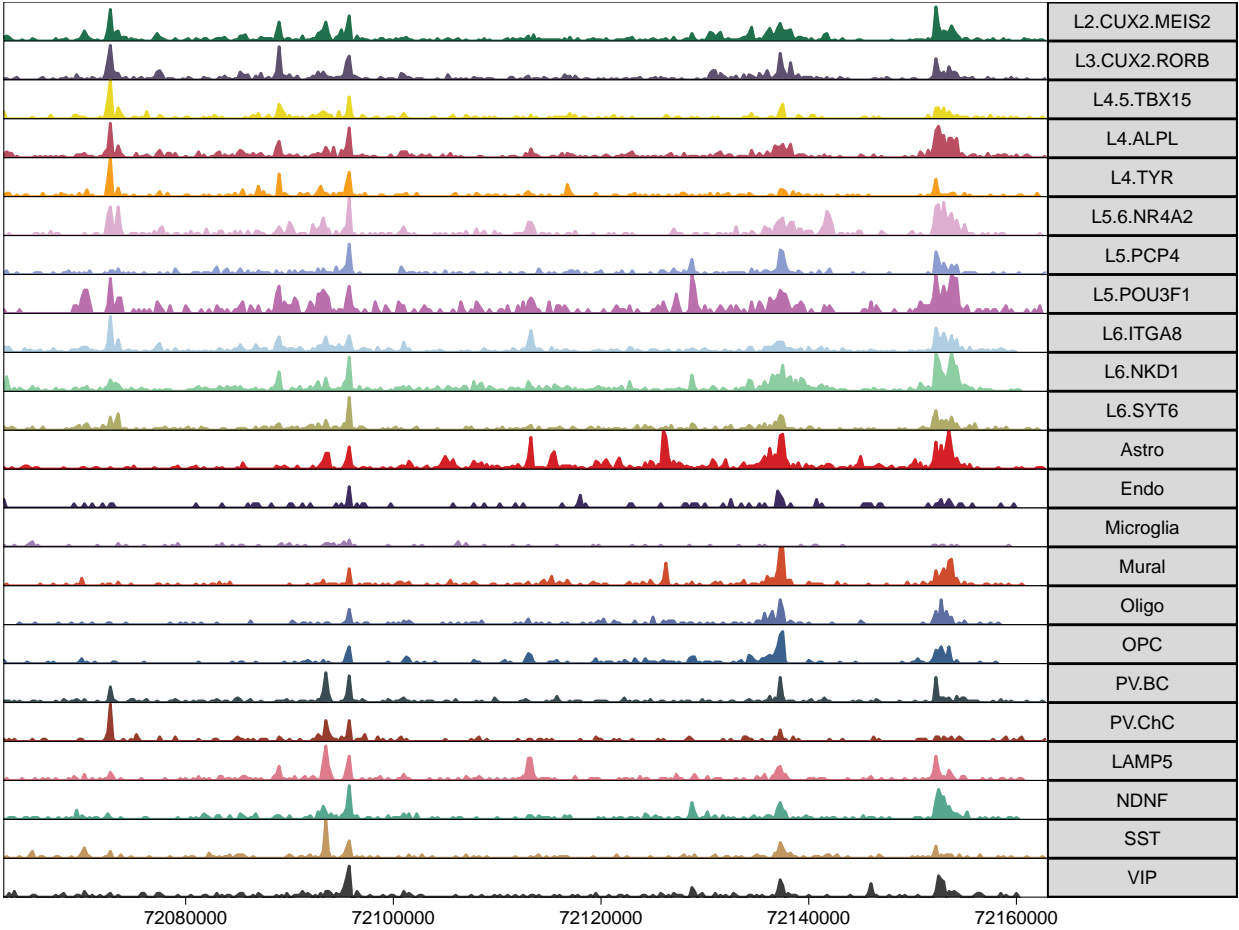 L2.CUX2.MEIS2
L3.CUX2.RORB
L4.5.TBX15
L4.ALPL
L4.TYR
L5.6.NR4A2
L5.PCP4
L5.POU3F1
L6.ITGA8
L6.NKD1
L6.SYT6
Astro
Endo
Microglia
Mural
Oligo
OPC
PV.BC
PV.ChC
LAMP5
NDNF
SST
VIP
72080000 72100000 72120000 72140000 72160000